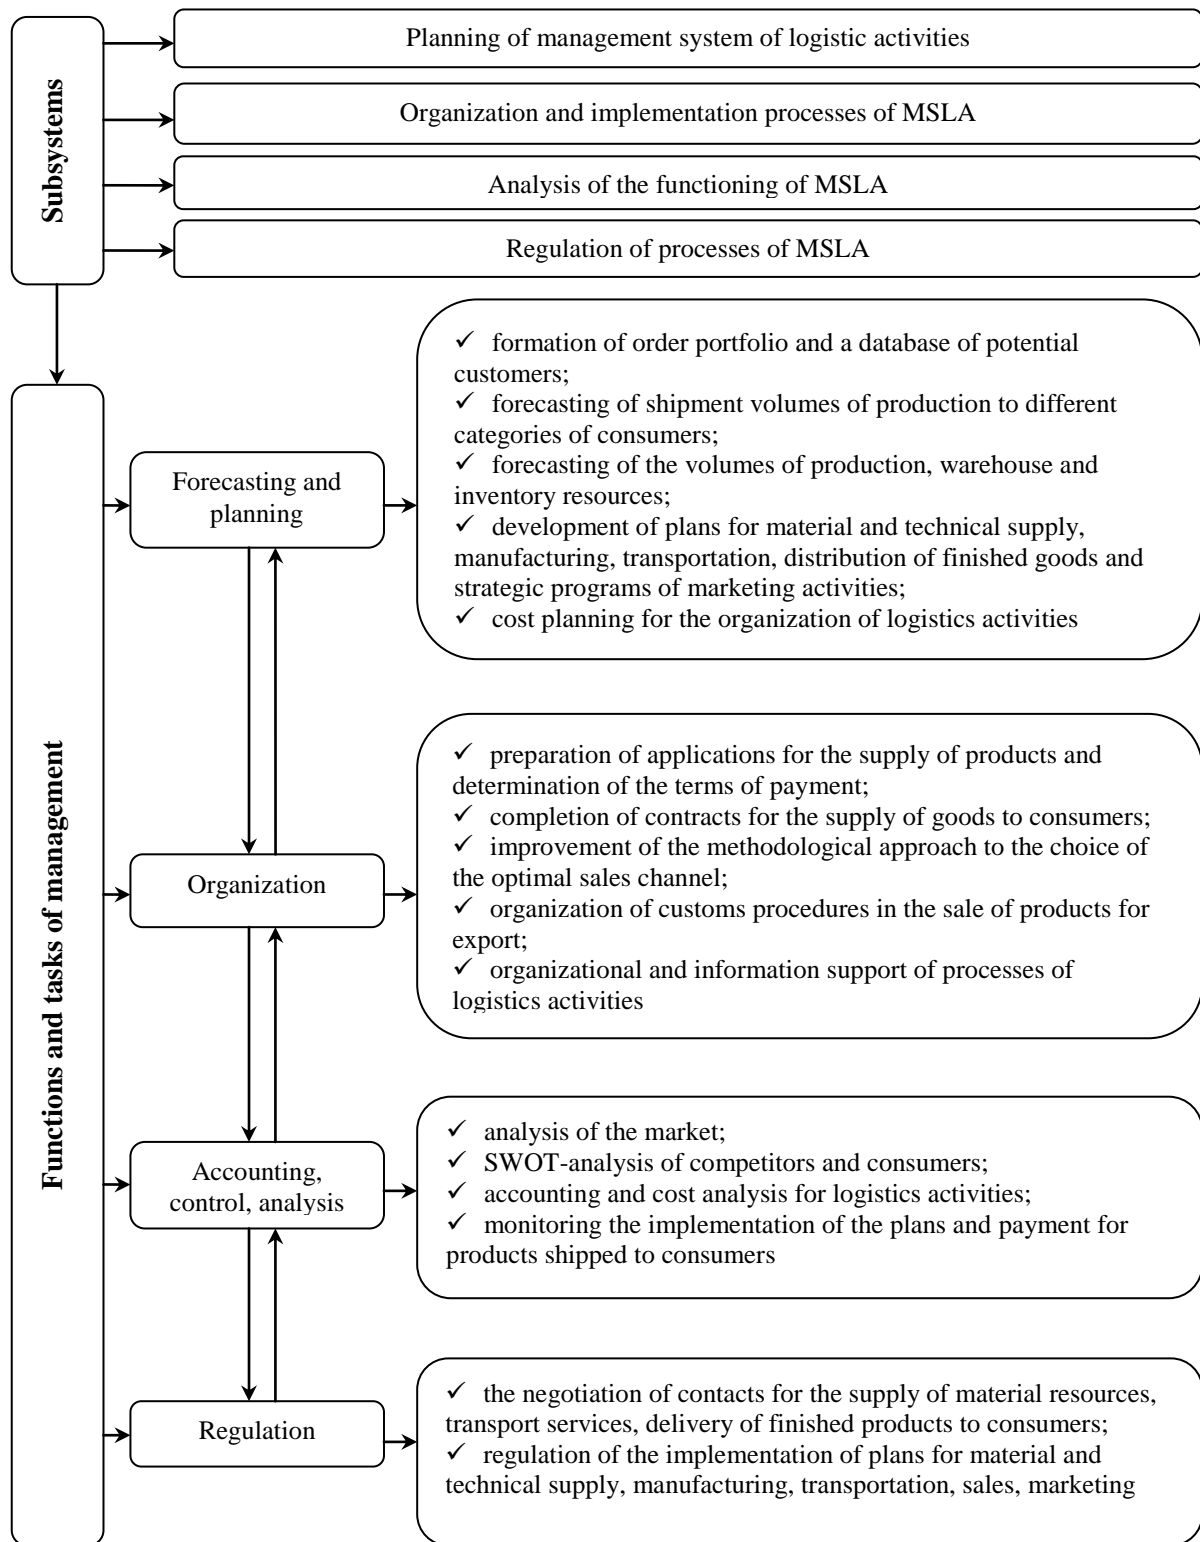 Subsystems
Planning of management system of logistic activities
Organization and implementation processes of MSLA
Analysis of the functioning of MSLA
Regulation of processes of MSLA
Functions and tasks of management
Forecasting and
planning
✓ formation of order portfolio and a database of potential
customers;
✓ forecasting of shipment volumes of production to different
categories of consumers;
✓ forecasting of the volumes of production, warehouse and
inventory resources;
✓ development of plans for material and technical supply,
manufacturing, transportation, distribution of finished goods and
strategic programs of marketing activities;
✓ cost planning for the organization of logistics activities
Organization
✓ preparation of applications for the supply of products and
determination of the terms of payment;
✓ completion of contracts for the supply of goods to consumers;
✓ improvement of the methodological approach to the choice of
the optimal sales channel;
✓ organization of customs procedures in the sale of products for
export;
✓ organizational and information support of processes of
logistics activities
Accounting,
control, analysis
✓ analysis of the market;
✓ SWOT-analysis of competitors and consumers;
✓ accounting and cost analysis for logistics activities;
✓ monitoring the implementation of the plans and payment for
products shipped to consumers
Regulation
✓ the negotiation of contacts for the supply of material resources,
transport services, delivery of finished products to consumers;
✓ regulation of the implementation of plans for material and
technical supply, manufacturing, transportation, sales, marketing